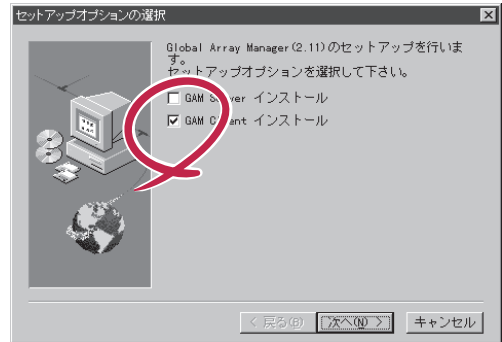 セットアップオプションの選択
Global Array Manager(2.11)のセットアップを行いま
す。
セットアップオプションを選択して下さい。
GAM インストール
GAM インストール
< 戻る(B)
次へ(N) >
キャンセル